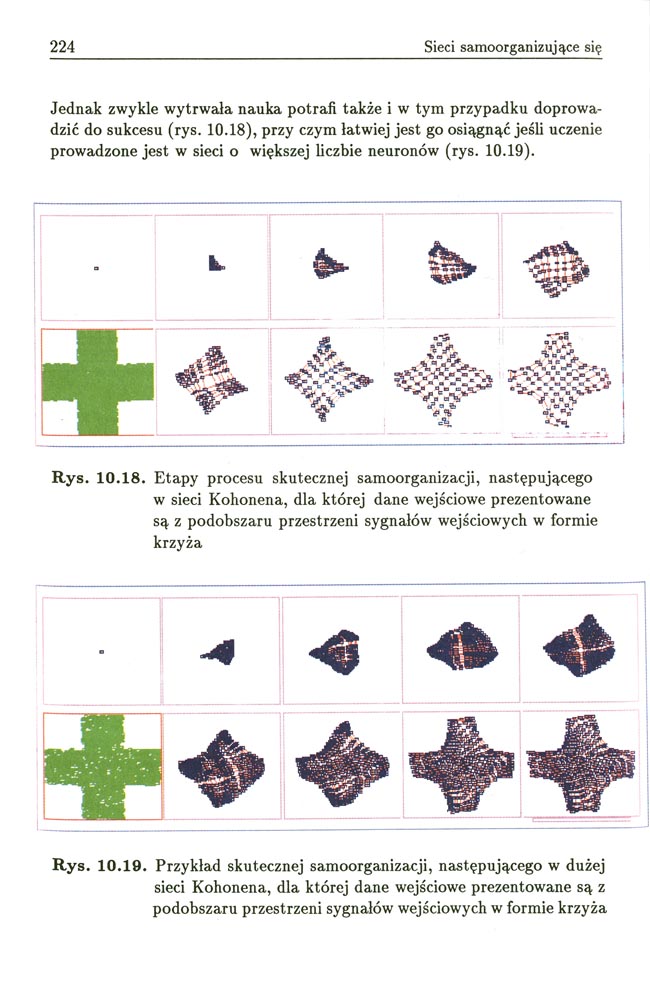 224
Sieci samoorganizujące się
Jednak zwykle wytrwała nauka potrafi także i w tym przypadku doprowa-
dzić do sukcesu (rys. 10.18), przy czym łatwiej jest go osiągnąć jeśli uczenie
prowadzone jest w sieci o większej liczbie neuronów (rys. 10.19).
Rys. 10.18. Etapy procesu skutecznej samoorganizacji, następującego
w sieci Kohonena, dla której dane wejściowe prezentowane
są z podobszaru przestrzeni sygnałów wejściowych w formie
krzyża
Rys. 10.19. Przykład skutecznej samoorganizacji, następującego w dużej
sieci Kohonena, dla której dane wejściowe prezentowane są z
podobszaru przestrzeni sygnałów wejściowych w formie krzyża